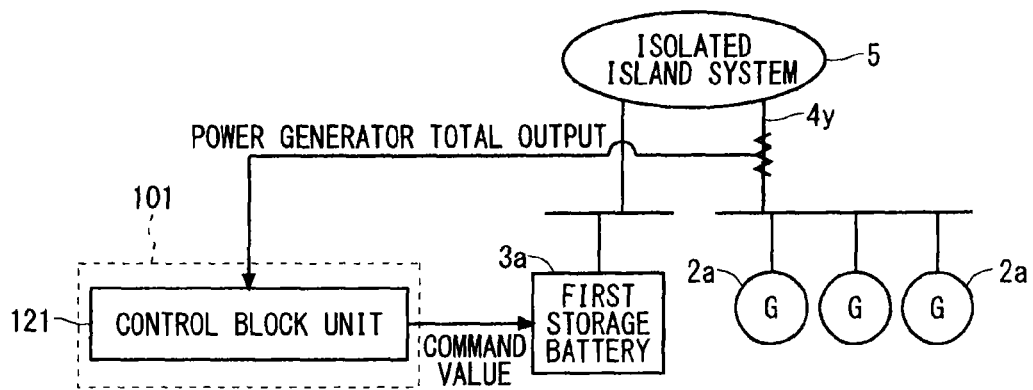 ISOLATED
ISLAND SYSTEM
5
4y
POWER GENERATOR TOTAL OUTPUT
101
3a
2a
2a
121
CONTROL BLOCK UNIT
COMMAND
VALUE
FIRST
STORAGE
BATTERY
G
G
G